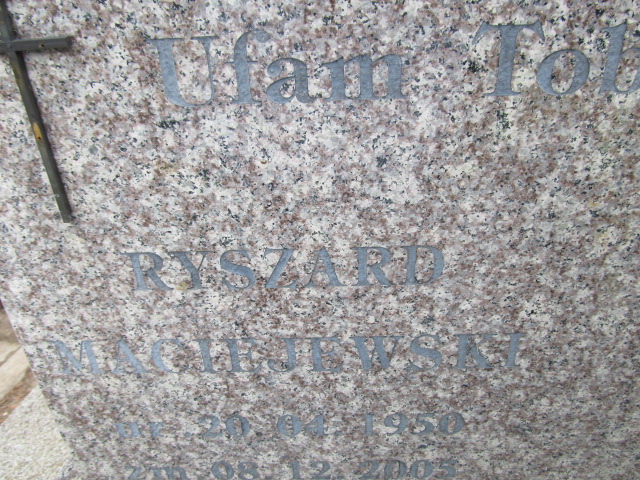 U Ufam Tob
RYSZARD
MACIEJEWSKI
ur. 20.04.1950
zm 08.12.2005